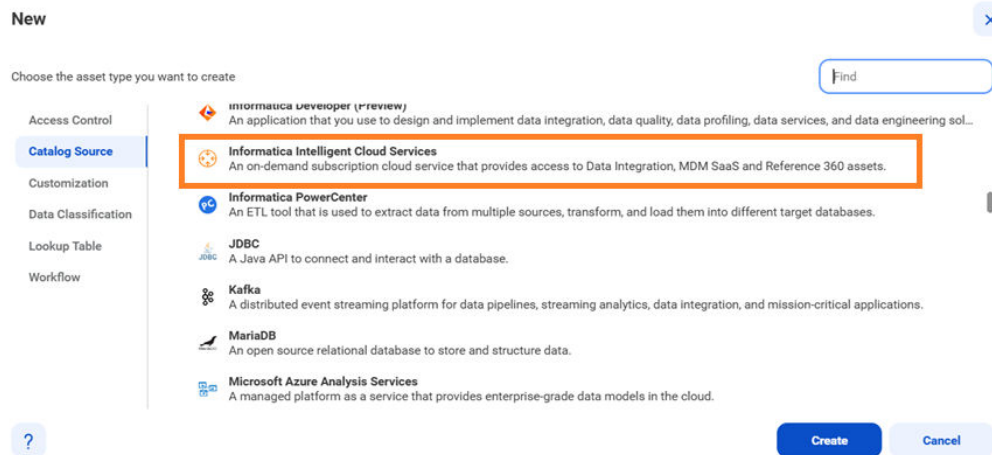 New
Choose the asset type you want to create
Find
Access Control
Catalog Source
Customization
Data Classification
Lookup Table
Workflow
Informatica Developer (Preview)
An application that you use to design and implement data integration, data quality, data profiling, data services, and data engineering sol...
Informatica Intelligent Cloud Services
An on-demand subscription cloud service that provides access to Data Integration, MDM SaaS and Reference 360 assets.
Informatica PowerCenter
An ETL tool that is used to extract data from multiple sources, transform, and load them into different target databases.
PC
JDBC
A Java API to connect and interact with a database.
JDBC
Kafka
A distributed event streaming platform for data pipelines, streaming analytics, data integration, and mission-critical applications.
MariaDB
An open source relational database to store and structure data.
Microsoft Azure Analysis Services
A managed platform as a service that provides enterprise-grade data models in the cloud.
?
Create
Cancel